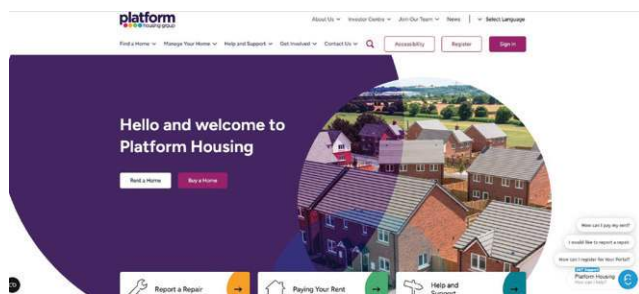 platform
housing group
About Us Investor Centre Join Our Team News Select Language
Find a Home Manage Your Home Help and Support Get Involved Contact Us Accessibility Register Sign in
Hello and welcome to
Platform Housing
Rent a Home Buy a Home
How can I pay my rent?
I would like to report a repair
How can I register for Your Portal?
Platform Housing
How can I help?
Report a Repair
Paying Your Rent
Help and
Support